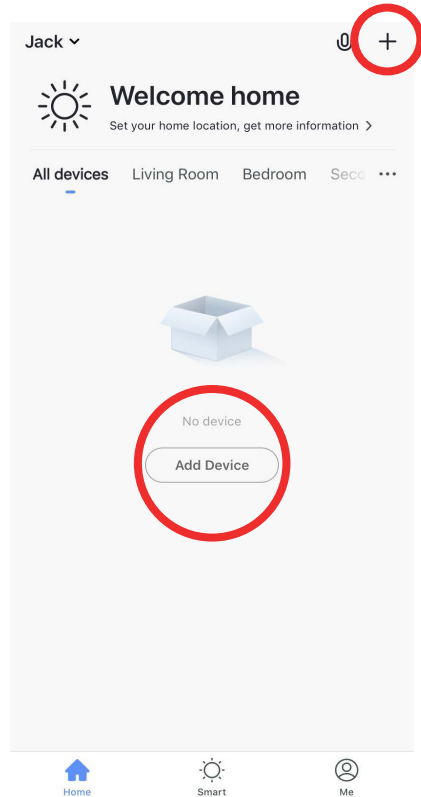 Jack
Welcome home
Set your home location, get more information >
All devices Living Room Bedroom Seco ...
No device
Add Device
Home Smart Me